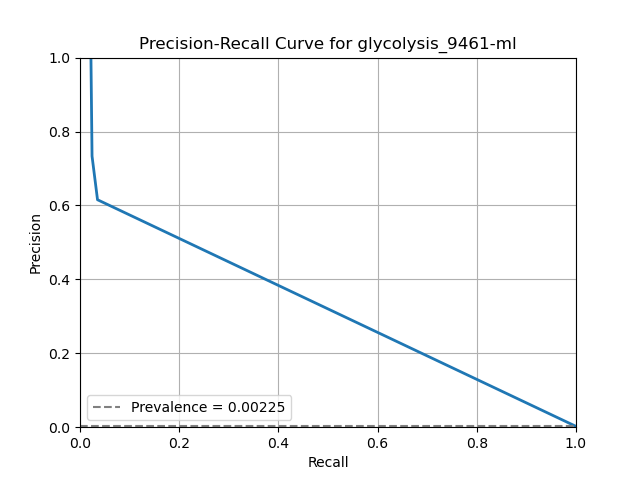 Precision-Recall Curve for glycolysis_9461-ml
1.0
0.8
0.6
0.4
0.2
0.0
Precision
Prevalence = 0.00225
0.0 0.2 0.4 0.6 0.8 1.0
Recall